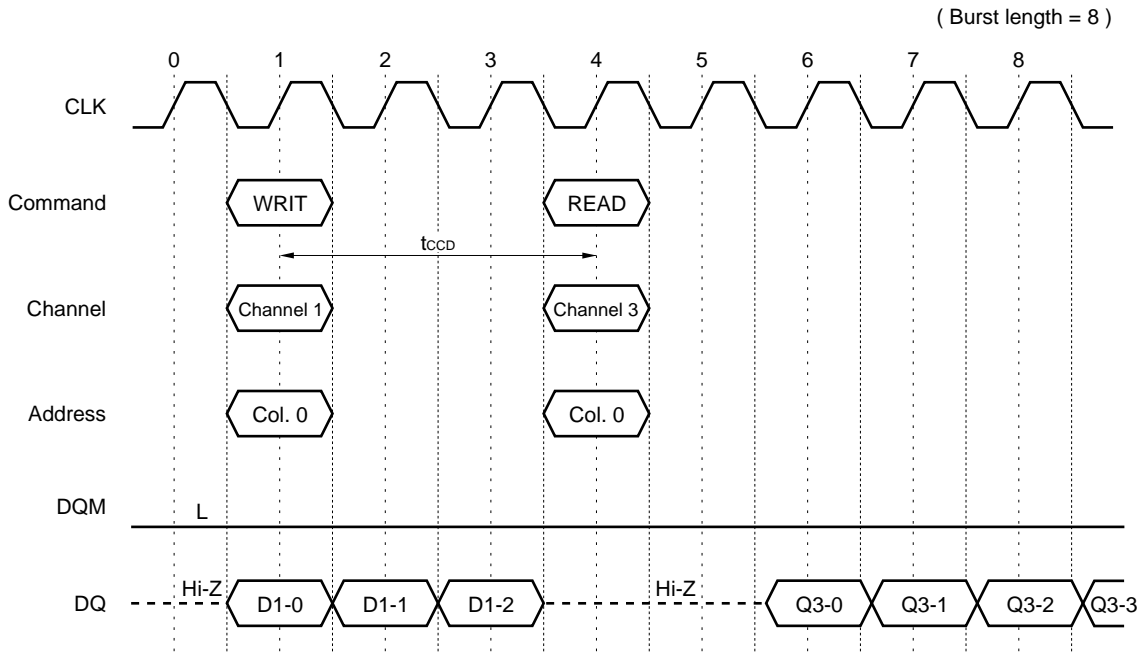 ( Burst length = 8 )
0 1 2 3 4 5 6 7 8
CLK
Command WRIT READ
tCCD
Channel Channel 1 Channel 3
Address Col. 0 Col. 0
DQM L
DQ Hi-Z D1-0 D1-1 D1-2 Hi-Z Q3-0 Q3-1 Q3-2 Q3-3